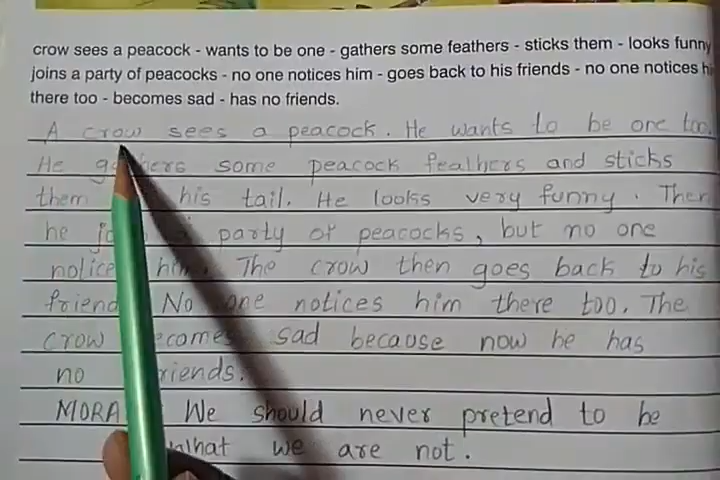 crow sees a peacock - wants to be one - gathers some feathers - sticks them - looks funny
joins a party of peacocks - no one notices him - goes back to his friends - no one notices
there too - becomes sad - has no friends.
A crow sees a peacock. He wants to be one too.
He gathers some peacock feathers and sticks
them his tail. He looks very funny. Then
he a party of peacocks, but no one
notice him. The crow then goes back to his
friend No one notices him there too. The
crow becomes sad because now he has
no friends.
MORA We should never pretend to be
what we are not.